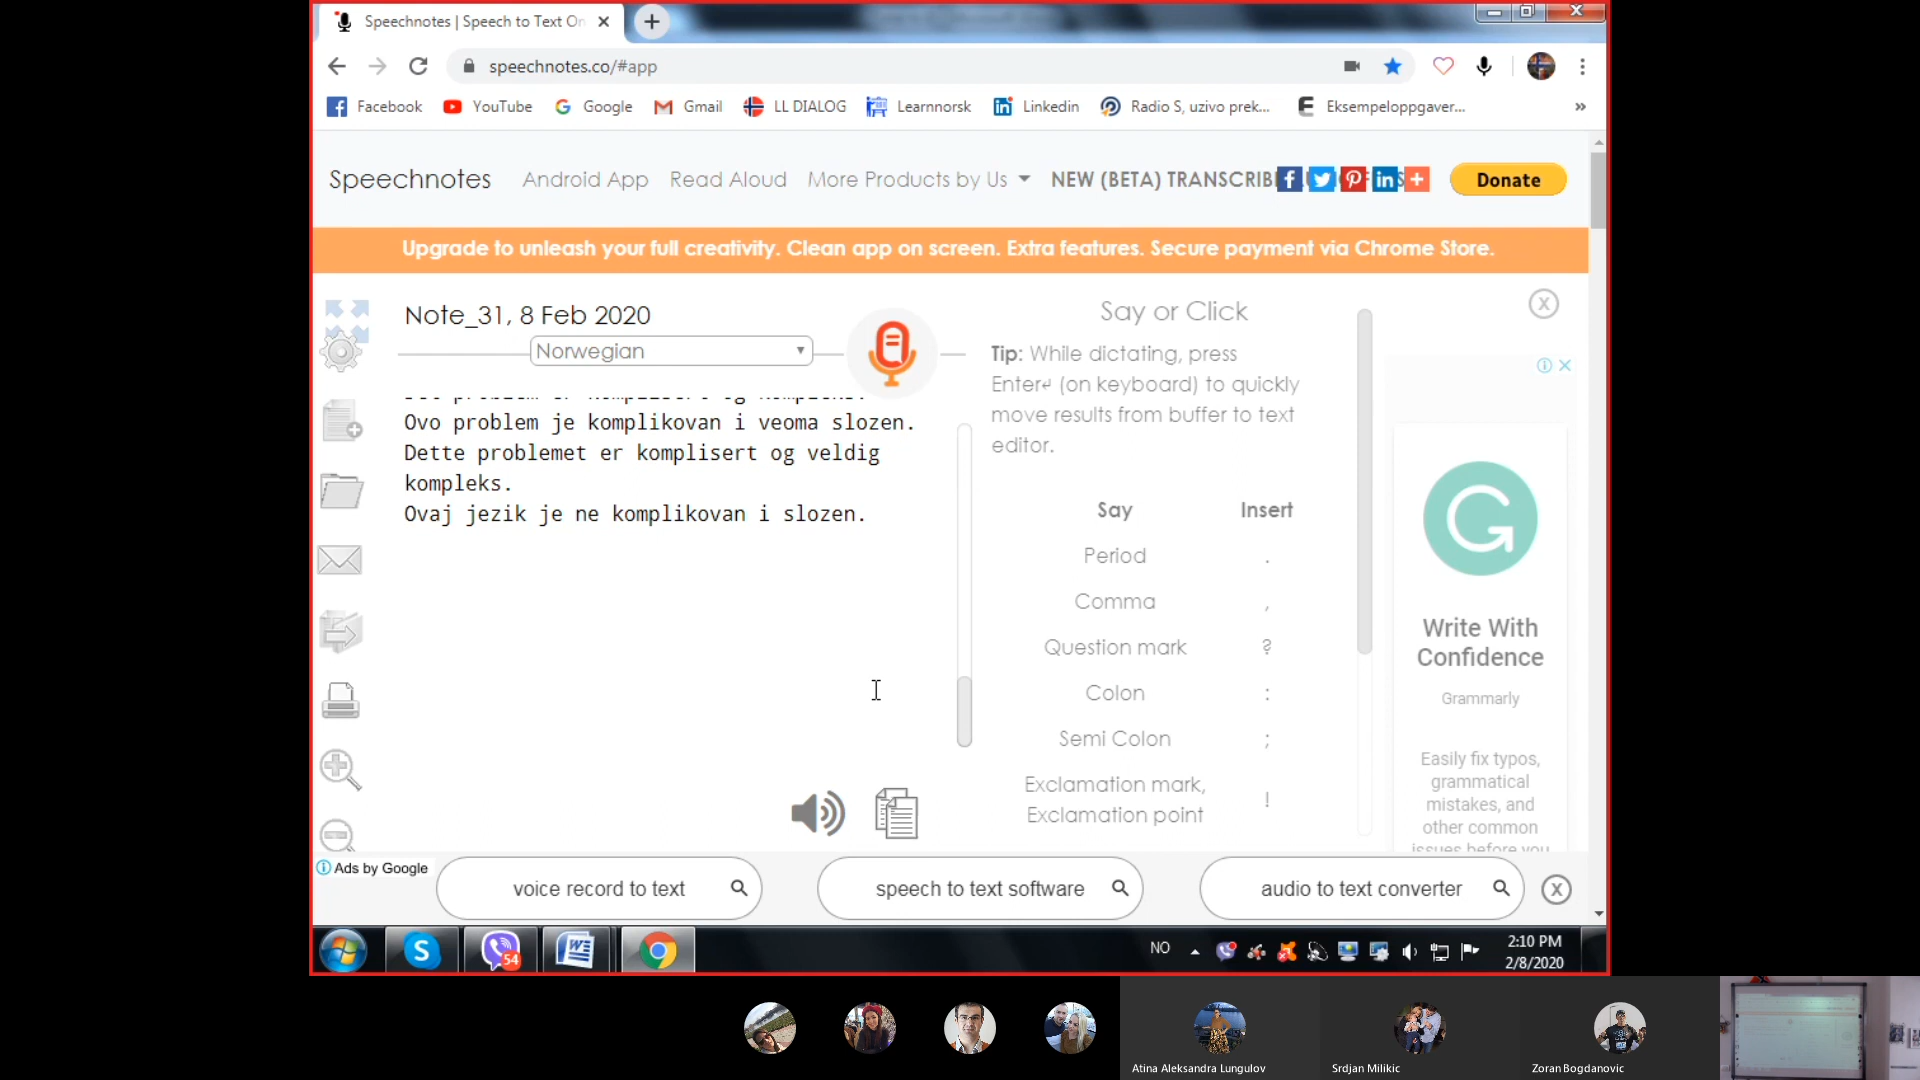 Speechnotes | Speech to Text On
speechnotes.co/#app
Facebook YouTube Google Gmail LL DIALOG Learnnorsk Linkedin Radio S, uzivo prek... Eksempeloppgaver... »
Speechnotes Android App Read Aloud More Products by Us NEW (BETA) Donate
Upgrade to unleash your full creativity. Clean app on screen. Extra features. Secure payment via Chrome Store.
Note_31, 8 Feb 2020
Norwegian
Ovo problem je komplikovan i veoma slozen.
Dette problemet er komplisert og veldig
kompleks.
Ovaj jezik je ne komplikovan i slozen.
Say or Click
Tip: While dictating, press
Enter↵ (on keyboard) to quickly
move results from buffer to text
editor.
Say Insert
Period .
Comma ,
Question mark ?
Colon :
Semi Colon ;
Exclamation mark,
Exclamation point !
Write With
Confidence
Grammarly
Easily fix typos,
grammatical
mistakes, and
other common
issues before you
Ads by Google
voice record to text
speech to text software
audio to text converter
54
NO
2:10 PM
2/8/2020
Atina Aleksandra Lungulov
Srdjan Milikic
Zoran Bogdanovic